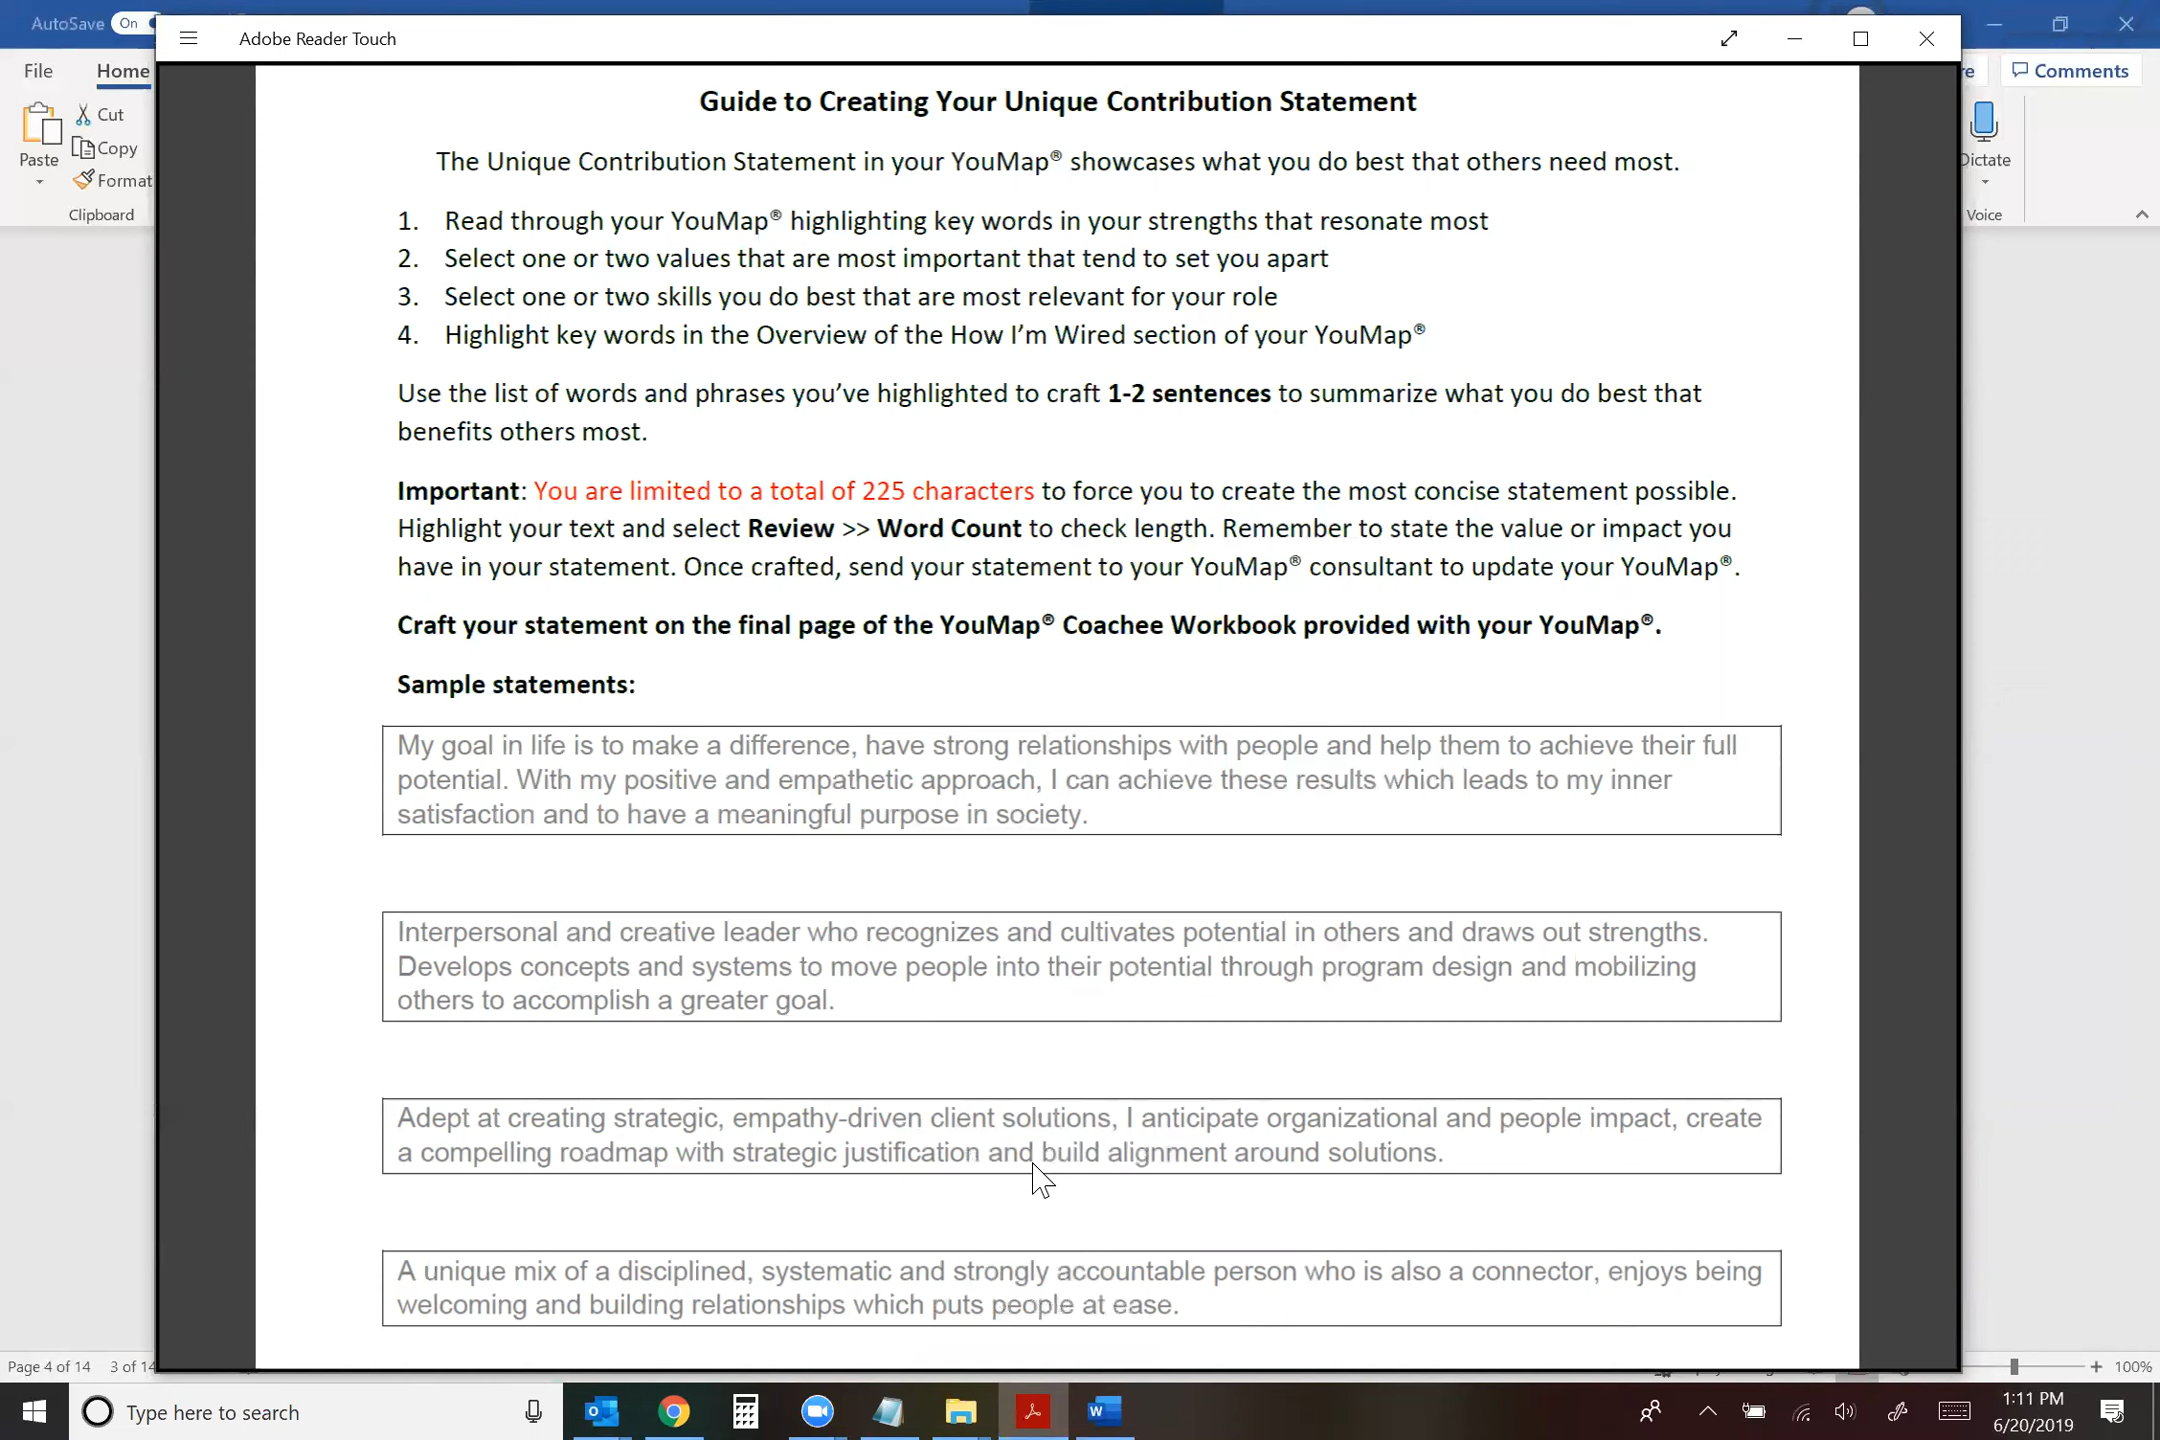 AutoSave On
Adobe Reader Touch
File Home
Comments
Cut
Copy
Paste
Format
Clipboard
Dictate
Voice
Guide to Creating Your Unique Contribution Statement
The Unique Contribution Statement in your YouMap® showcases what you do best that others need most.
1. Read through your YouMap® highlighting key words in your strengths that resonate most
2. Select one or two values that are most important that tend to set you apart
3. Select one or two skills you do best that are most relevant for your role
4. Highlight key words in the Overview of the How I’m Wired section of your YouMap®
Use the list of words and phrases you’ve highlighted to craft 1-2 sentences to summarize what you do best that
benefits others most.
Important: You are limited to a total of 225 characters to force you to create the most concise statement possible.
Highlight your text and select Review >> Word Count to check length. Remember to state the value or impact you
have in your statement. Once crafted, send your statement to your YouMap® consultant to update your YouMap®.
Craft your statement on the final page of the YouMap® Coachee Workbook provided with your YouMap®.
Sample statements:
My goal in life is to make a difference, have strong relationships with people and help them to achieve their full
potential. With my positive and empathetic approach, I can achieve these results which leads to my inner
satisfaction and to have a meaningful purpose in society.
Interpersonal and creative leader who recognizes and cultivates potential in others and draws out strengths.
Develops concepts and systems to move people into their potential through program design and mobilizing
others to accomplish a greater goal.
Adept at creating strategic, empathy-driven client solutions, I anticipate organizational and people impact, create
a compelling roadmap with strategic justification and build alignment around solutions.
A unique mix of a disciplined, systematic and strongly accountable person who is also a connector, enjoys being
welcoming and building relationships which puts people at ease.
Page 4 of 14 3 of 14
100%
Type here to search
1:11 PM
6/20/2019